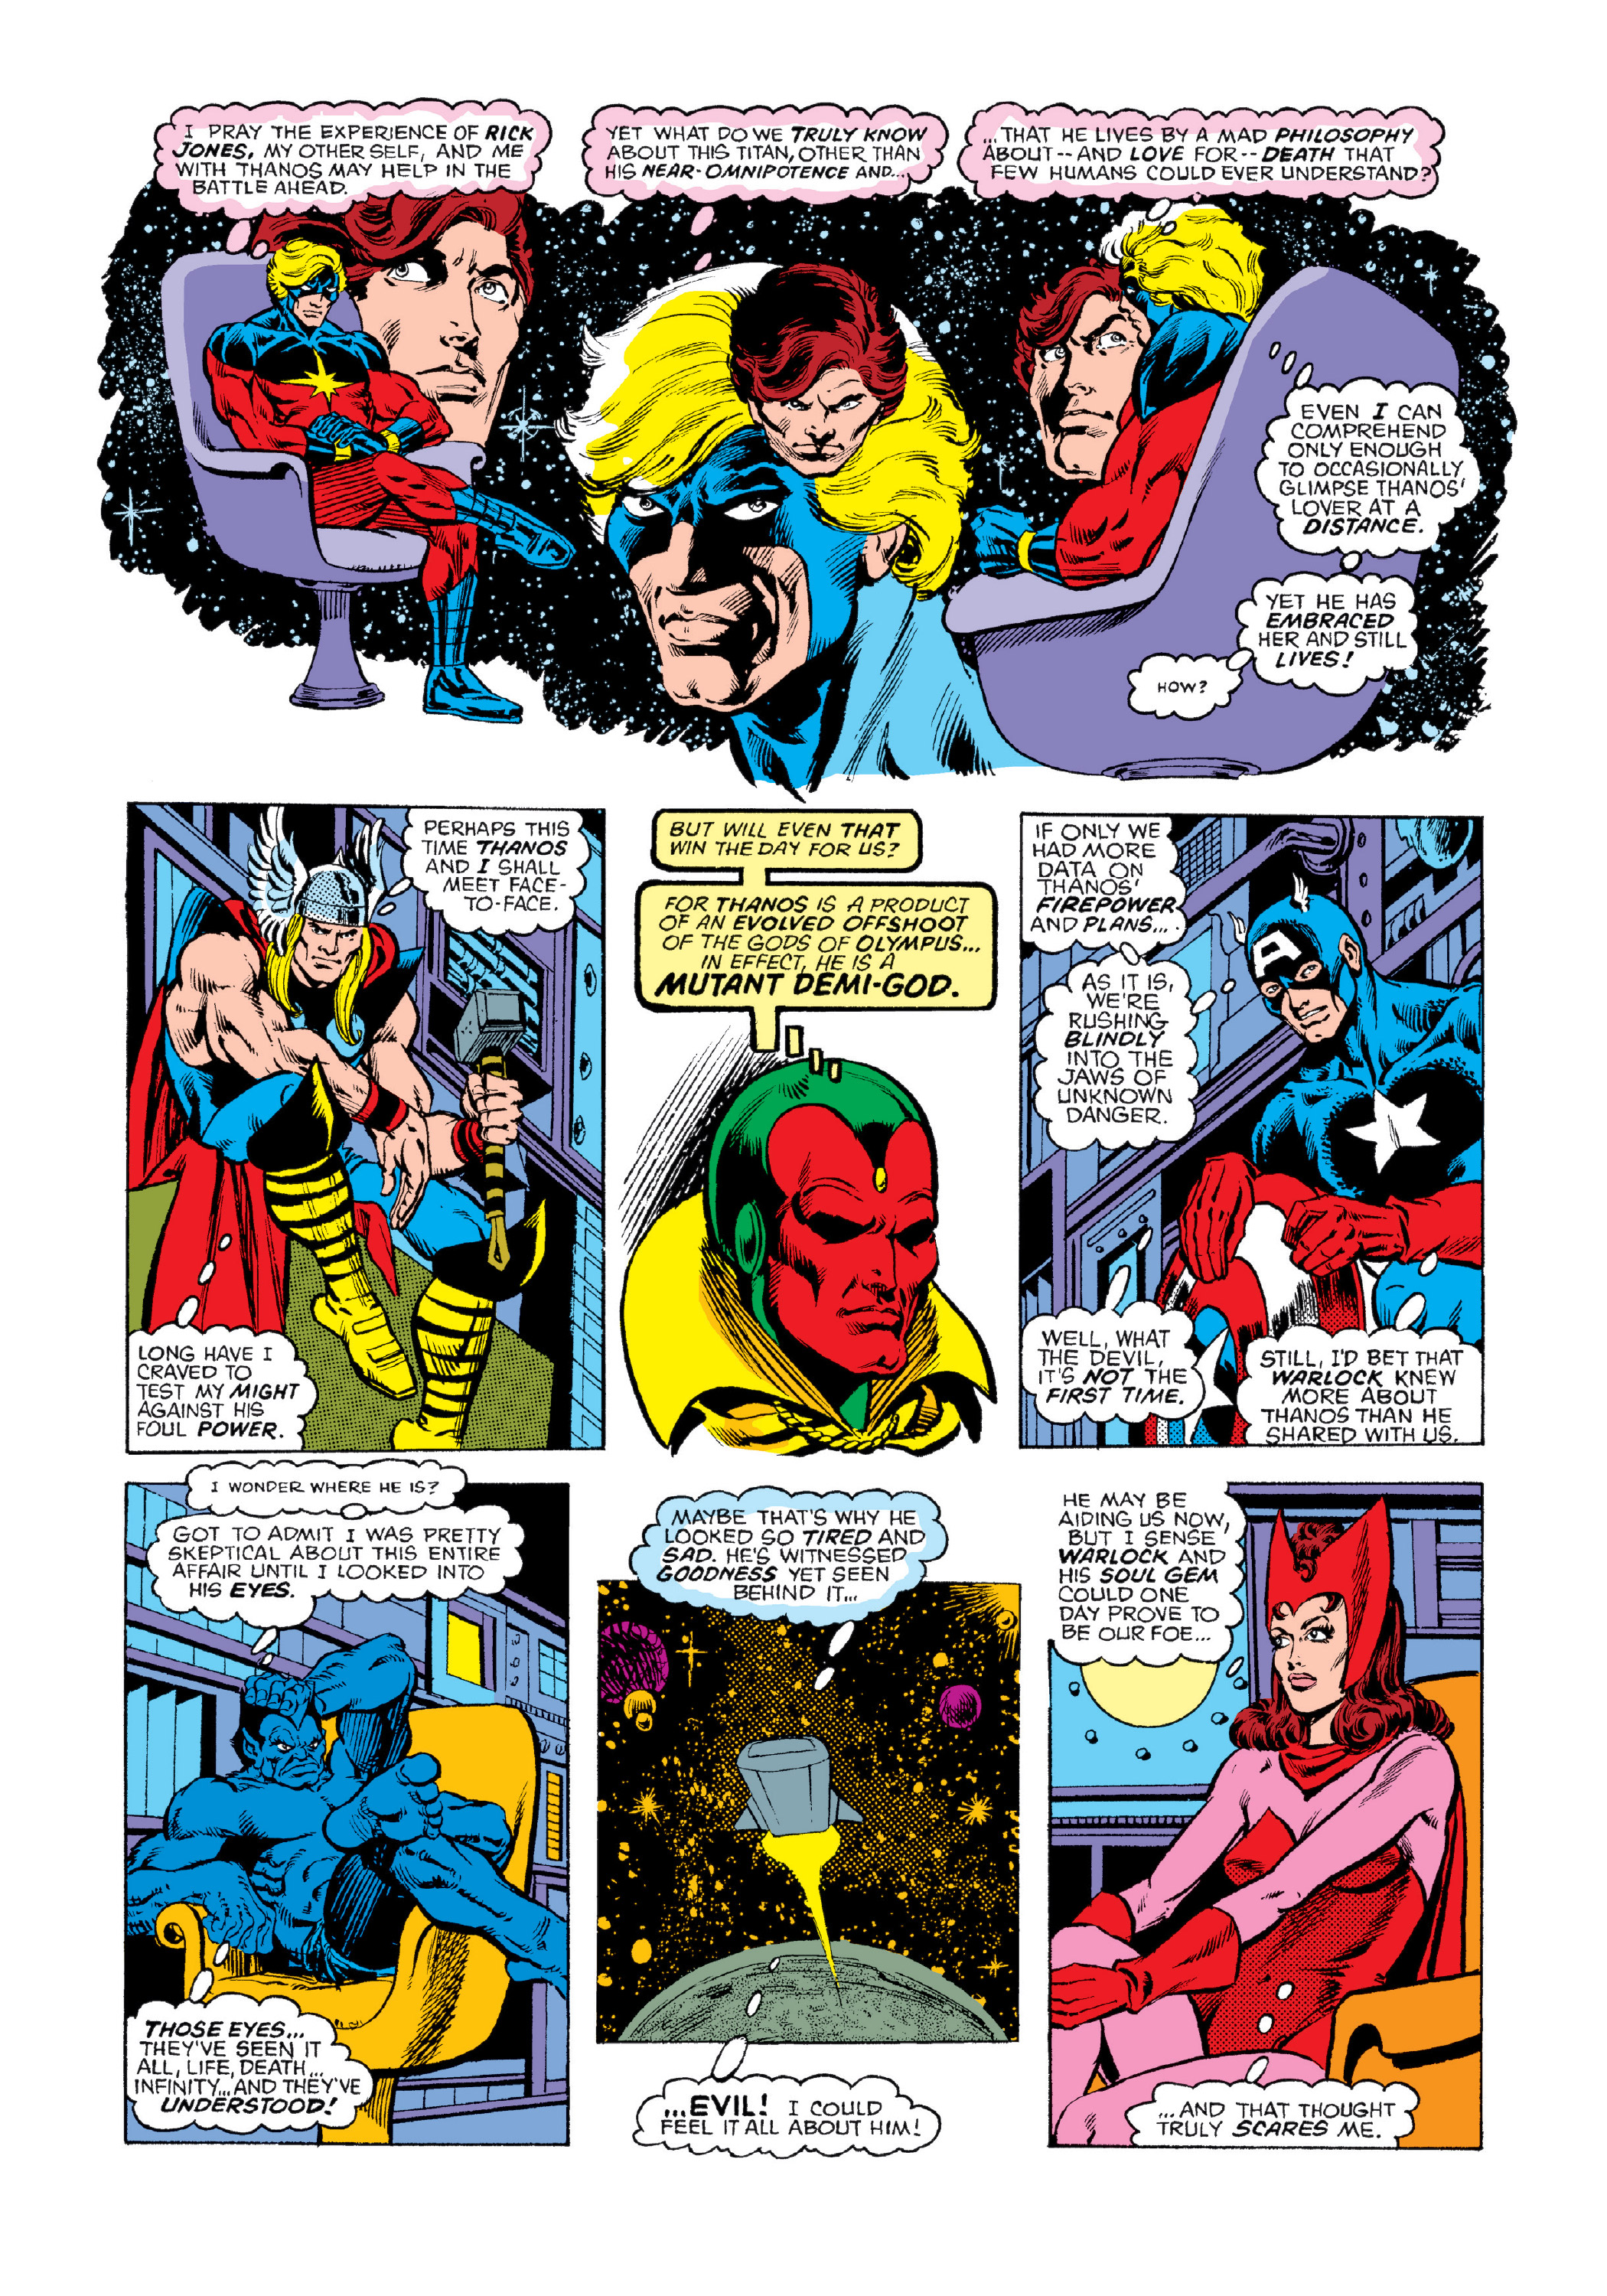 I PRAY THE EXPERIENCE OF RICK
JONES, MY OTHER SELF, AND ME
WITH THANOS MAY HELP IN THE
BATTLE AHEAD.
YET WHAT DO WE TRULY KNOW
ABOUT THIS TITAN, OTHER THAN
HIS NEAR-OMNIPOTENCE AND...
...THAT HE LIVES BY A MAD PHILOSOPHY
ABOUT--AND LOVE FOR--DEATH THAT
FEW HUMANS COULD EVER UNDERSTAND?
EVEN I CAN
COMPREHEND
ONLY ENOUGH
TO OCCASIONALLY
GLIMPSE THANOS'
LOVER AT A
DISTANCE.
YET HE HAS
EMBRACED
HER AND STILL
LIVES!
HOW?
PERHAPS THIS
TIME THANOS
AND I SHALL
MEET FACE-
TO-FACE.
LONG HAVE I
CRAVED TO
TEST MY MIGHT
AGAINST HIS
FOUL POWER.
BUT WILL EVEN THAT
WIN THE DAY FOR US?
FOR THANOS IS A PRODUCT
OF AN EVOLVED OFFSHOOT
OF THE GODS OF OLYMPUS...
IN EFFECT, HE IS A
MUTANT DEMI-GOD.
IF ONLY WE
HAD MORE
DATA ON
THANOS'
FIREPOWER
AND PLANS...
AS IT IS,
WE'RE
RUSHING
BLINDLY
INTO THE
JAWS OF
UNKNOWN
DANGER.
A
WELL, WHAT
THE DEVIL,
IT'S NOT THE
FIRST TIME.
STILL, I'D BET THAT
WARLOCK KNEW
MORE ABOUT
THANOS THAN HE
SHARED WITH US.
I WONDER WHERE HE IS?
GOT TO ADMIT I WAS PRETTY
SKEPTICAL ABOUT THIS ENTIRE
AFFAIR UNTIL I LOOKED INTO
HIS EYES.
THOSE EYES...
THEY'VE SEEN IT
ALL, LIFE, DEATH...
INFINITY...AND THEY'VE
UNDERSTOOD!
MAYBE THAT'S WHY HE
LOOKED SO TIRED AND
SAD. HE'S WITNESSED
GOODNESS YET SEEN
BEHIND IT...
...EVIL! I COULD
FEEL IT ALL ABOUT HIM!
HE MAY BE
AIDING US NOW,
BUT I SENSE
WARLOCK AND
HIS SOUL GEM
COULD ONE
DAY PROVE TO
BE OUR FOE...
...AND THAT THOUGHT
TRULY SCARES ME.